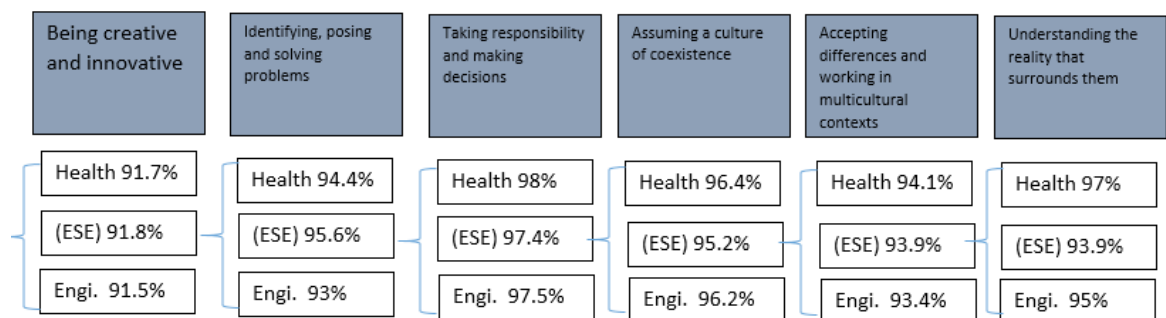 Being creative
and innovative
Identifying, posing
and solving
problems
Taking responsibility
and making
decisions
Assuming a culture
of coexistence
Accepting
differences and
working in
multicultural
contexts
Understanding the
reality that
surrounds them
Health 91.7%
(ESE) 91.8%
Engi. 91.5%
Health 94.4%
(ESE) 95.6%
Engi. 93%
Health 98%
(ESE) 97.4%
Engi. 97.5%
Health 96.4%
(ESE) 95.2%
Engi. 96.2%
Health 94.1%
(ESE) 93.9%
Engi. 93.4%
Health 97%
(ESE) 93.9%
Engi. 95%